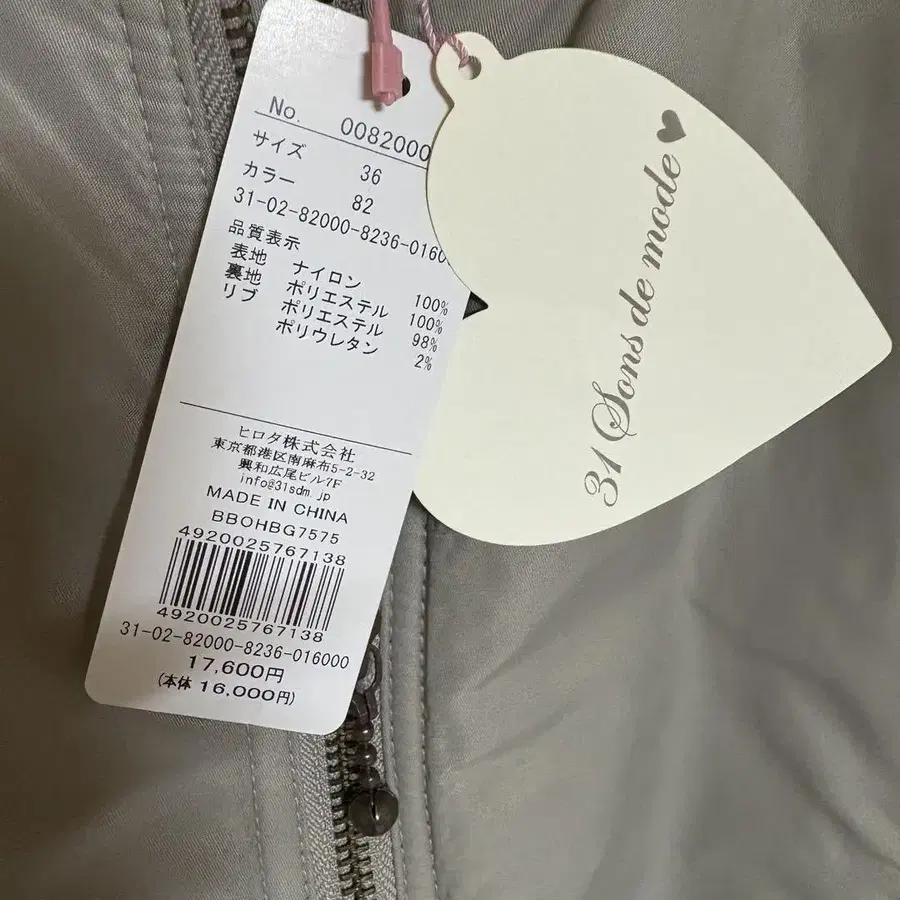 No. 0082000
サイズ 36
カラー 82
31-02-82000-8236-0160
品質表示
表地 ナイロン 100%
裏地 ポリエステル 100%
リブ ポリエステル 98%
ポリウレタン 2%
ヒロタ株式会社
東京都港区南麻布5-2-32
興和広尾ビル7F
info@31sdm.jp
MADE IN CHINA
BBOHBG7575
4920025767138
4920025767138
31-02-82000-8236-016000
17,600円
(本体 16,000円)
31 Sons de mode♥